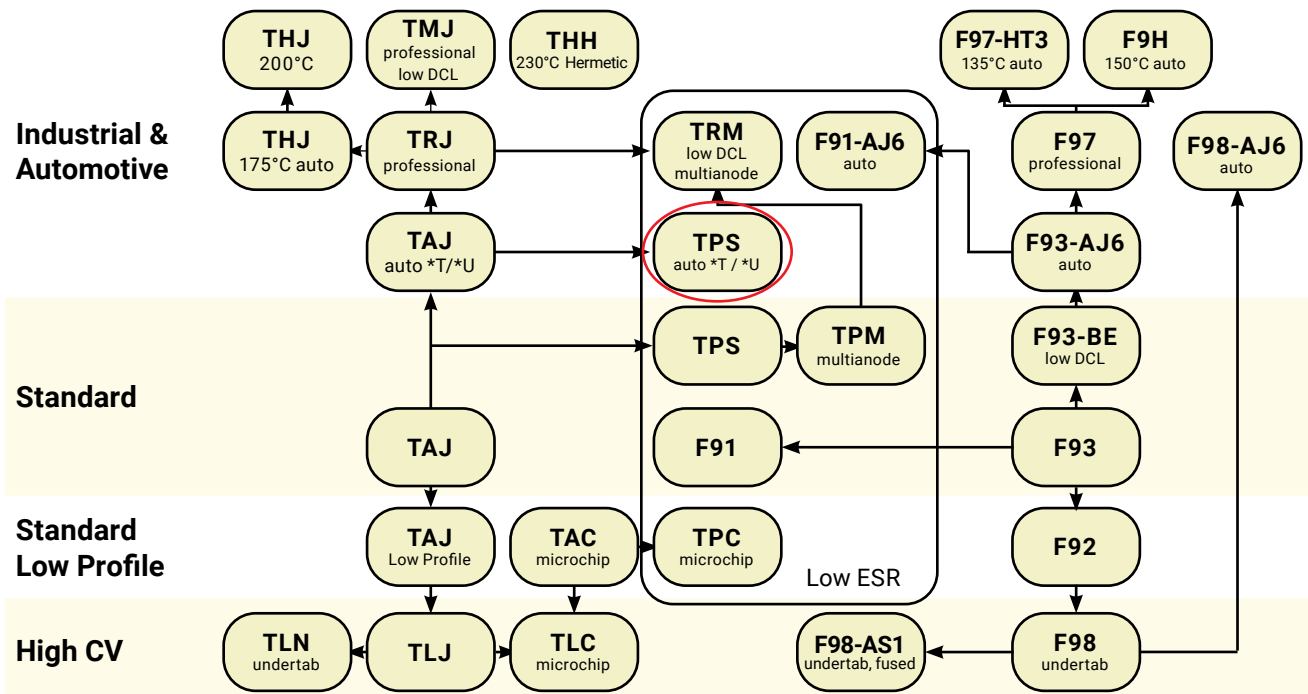 THJ
200°C
TMJ
professional
low DCL
THH
230°C Hermetic
F97-HT3
135°C auto
F9H
150°C auto
Industrial &
Automotive
THJ
175°C auto
TRJ
professional
TRM
low DCL
multianode
F91-AJ6
auto
F97
professional
F98-AJ6
auto
TAJ
auto *T/*U
TPS
auto *T / *U
F93-AJ6
auto
Standard
TPS
TPM
multianode
F93-BE
low DCL
TAJ
F91
F93
Standard
Low Profile
TAJ
Low Profile
TAC
microchip
TPC
microchip
F92
Low ESR
High CV
TLN
undertab
TLJ
TLC
microchip
F98-AS1
undertab, fused
F98
undertab